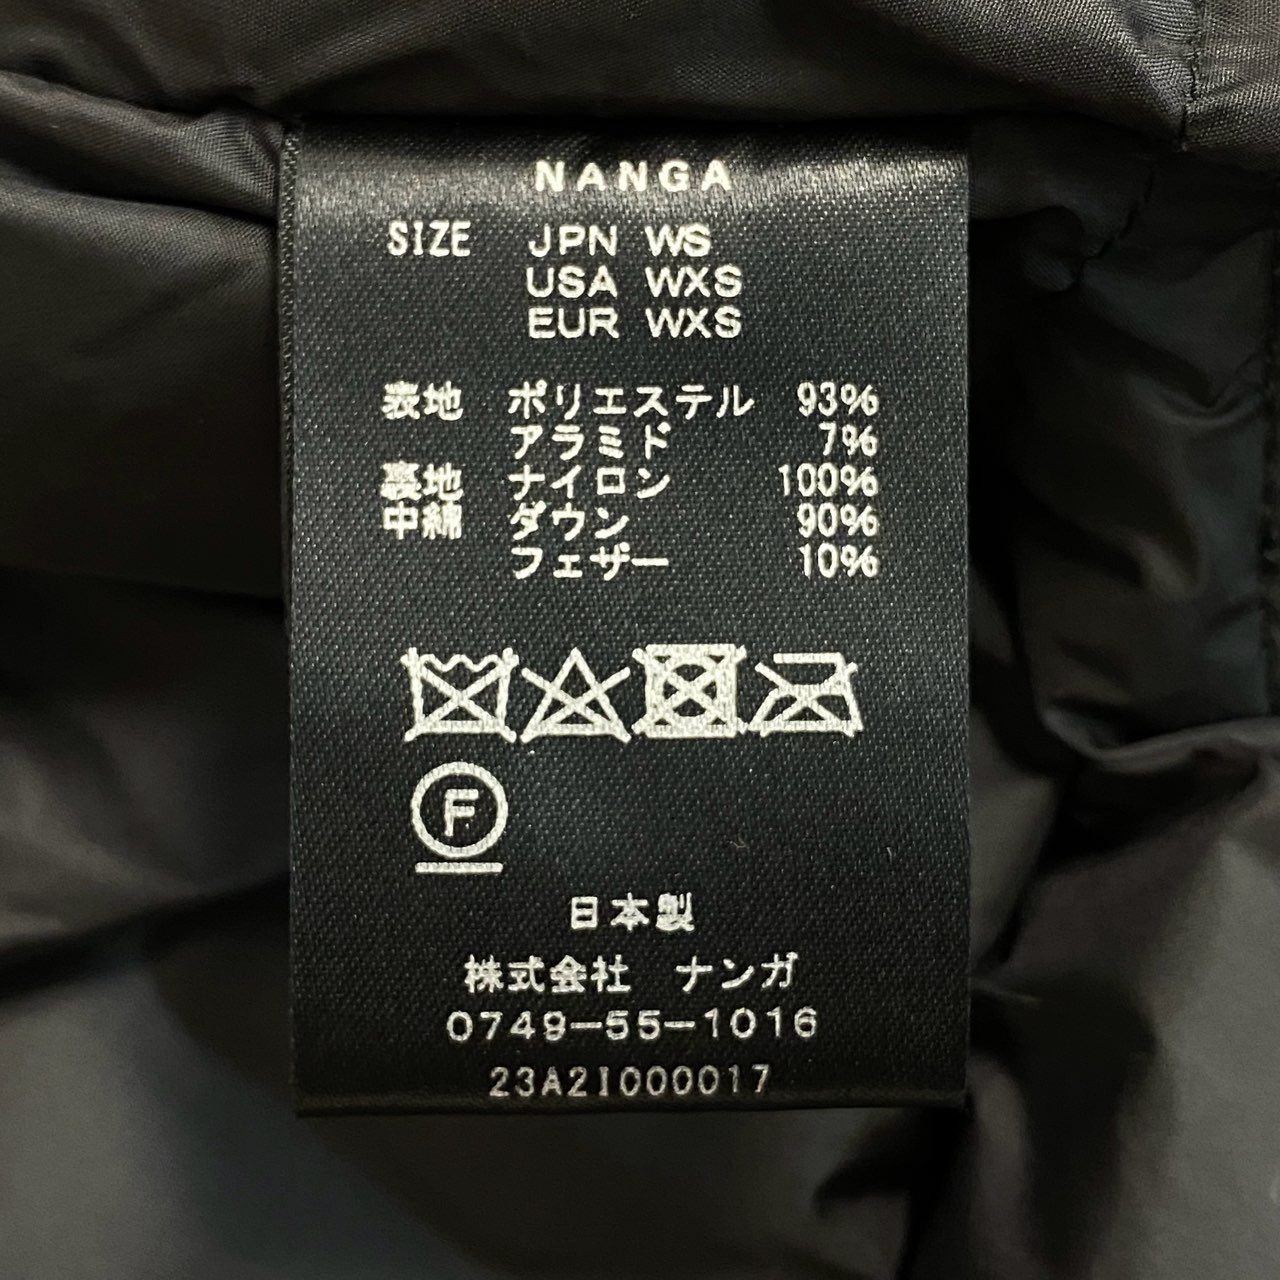 NANGA
SIZE JPN WS
USA WXS
EUR WXS
表地 ポリエステル 93%
アラミド 7%
裏地 ナイロン 100%
中綿 ダウン 90%
フェザー 10%
F
日本製
株式会社 ナンガ
0749-55-1016
23A2I000017